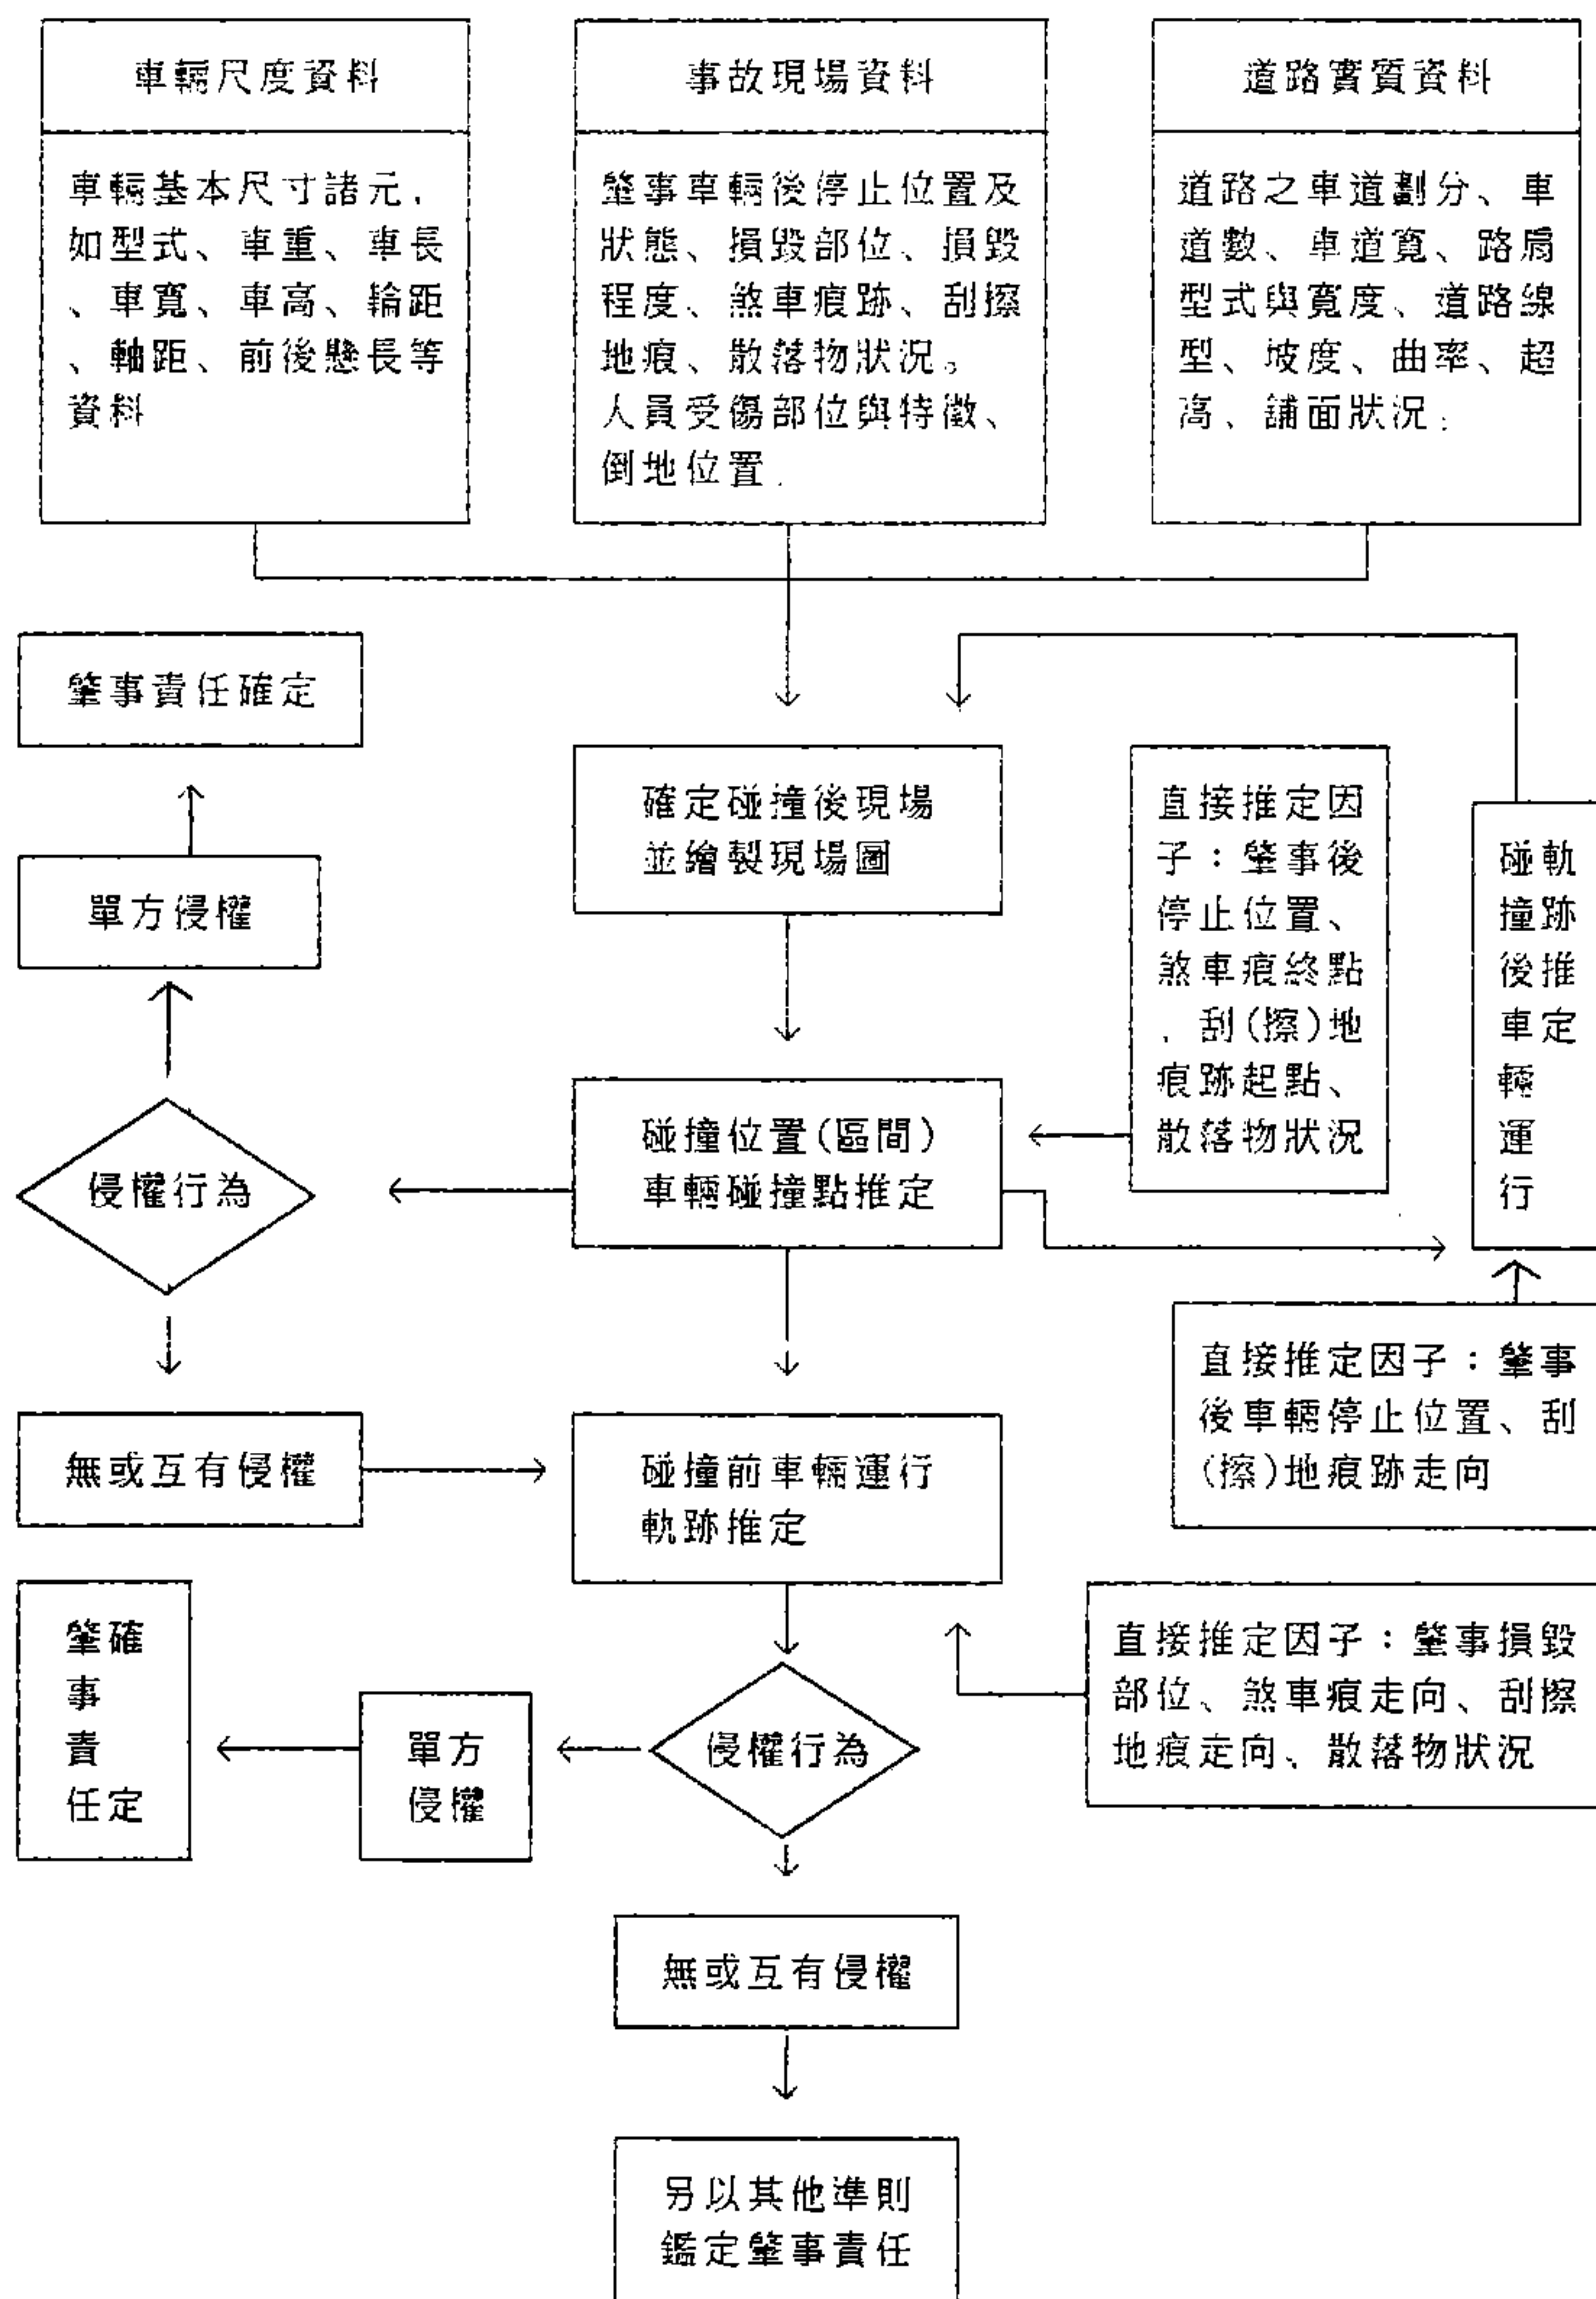 車輛尺度資料
車輛基本尺寸諸元,
如型式、車重、車長
、車寬、車高、輪距
、軸距、前後懸長等
資料
事故現場資料
肇事車輛後停止位置及
狀態、損毀部位、損毀
程度、煞車痕跡、刮擦
地痕、散落物狀況。
人員受傷部位與特徵、
倒地位置.
道路實質資料
道路之車道劃分、車
道數、車道寬、路肩
型式與寬度、道路線
型、坡度、曲率、超
高、舖面狀況.
肇事責任確定
單方侵權
侵權行為
無或互有侵權
確定碰撞後現場
並繪製現場圖
直接推定因
子：肇事後
停止位置、
煞車痕終點
、刮(擦)地
痕跡起點、
散落物狀況
碰撞後車輛運行
軌跡推定
碰撞位置(區間)
車輛碰撞點推定
直接推定因子：肇事
後車輛停止位置、刮
(擦)地痕跡走向
碰撞前車輛運行
軌跡推定
直接推定因子：肇事損毀
部位、煞車痕走向、刮擦
地痕走向、散落物狀況
侵權行為
單方
侵權
肇事責任
確定
無或互有侵權
另以其他準則
鑑定肇事責任